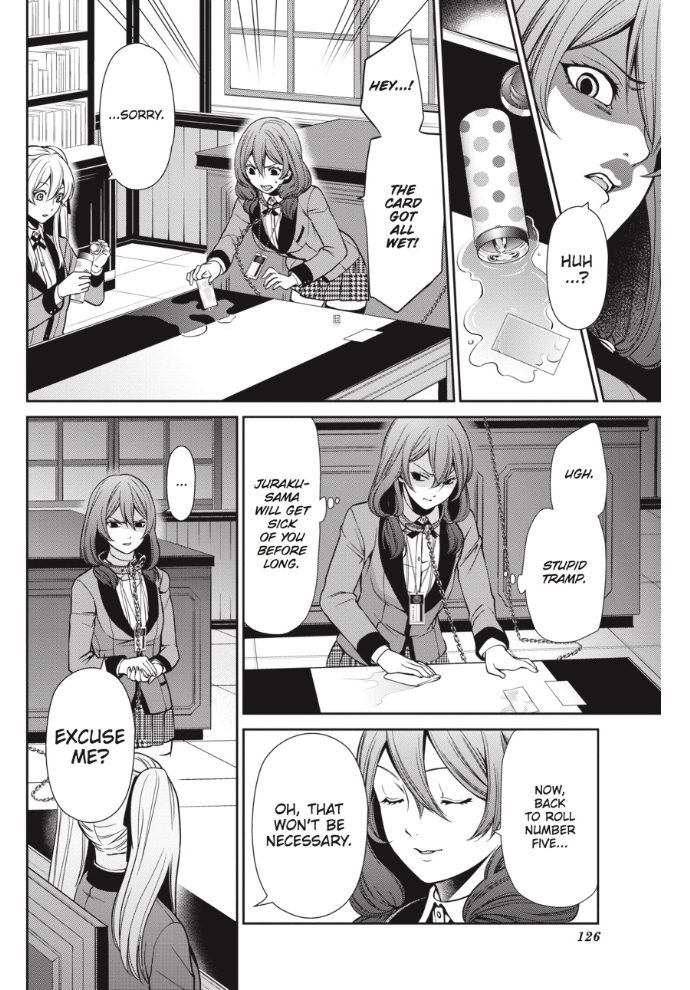 HUH
...?
HEY...!
THE
CARD
GOT
ALL
WET!
...SORRY.
UGH.
STUPID
TRAMP.
JURAKU-
SAMA
WILL GET
SICK
OF YOU
BEFORE
LONG.
NOW,
BACK
TO ROLL
NUMBER
FIVE...
OH, THAT
WON'T BE
NECESSARY.
...
EXCUSE
ME?
126